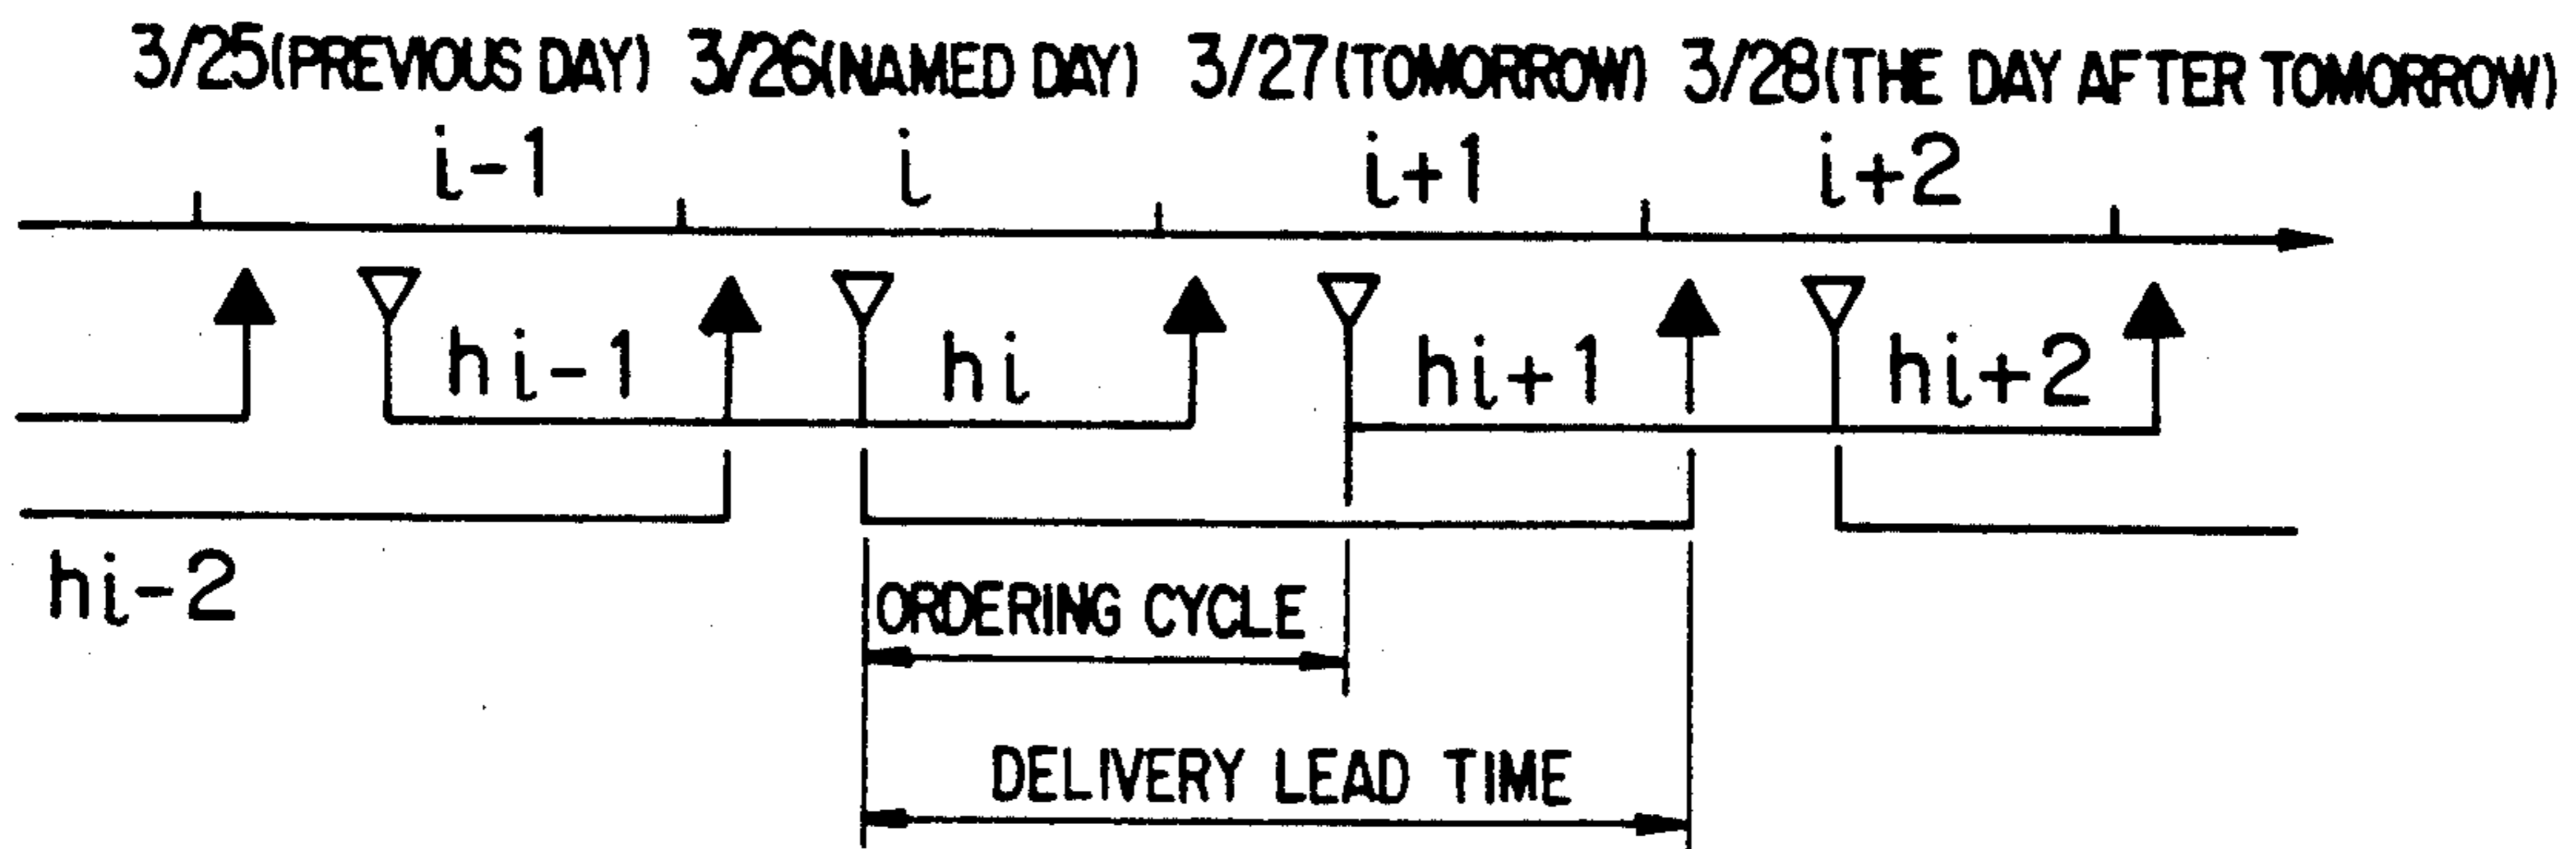 3/25(PREVIOUS DAY) 3/26(NAMED DAY) 3/27(TOMORROW) 3/28(THE DAY AFTER TOMORROW)
i-1 i i+1 i+2
hi-1 hi hi+1 hi+2
hi-2
ORDERING CYCLE
DELIVERY LEAD TIME